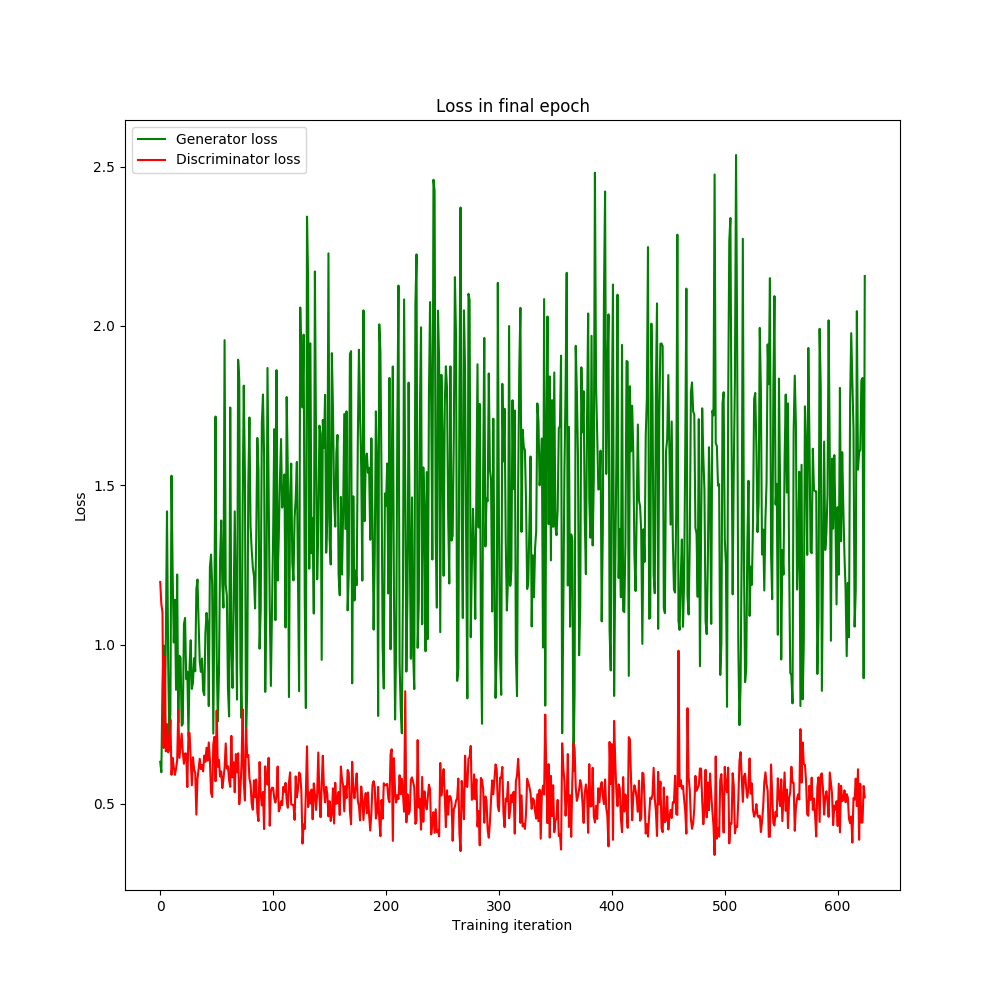 Loss in final epoch
Generator loss
Discriminator loss
2.5
2.0
1.5
1.0
0.5
Loss
0 100 200 300 400 500 600
Training iteration